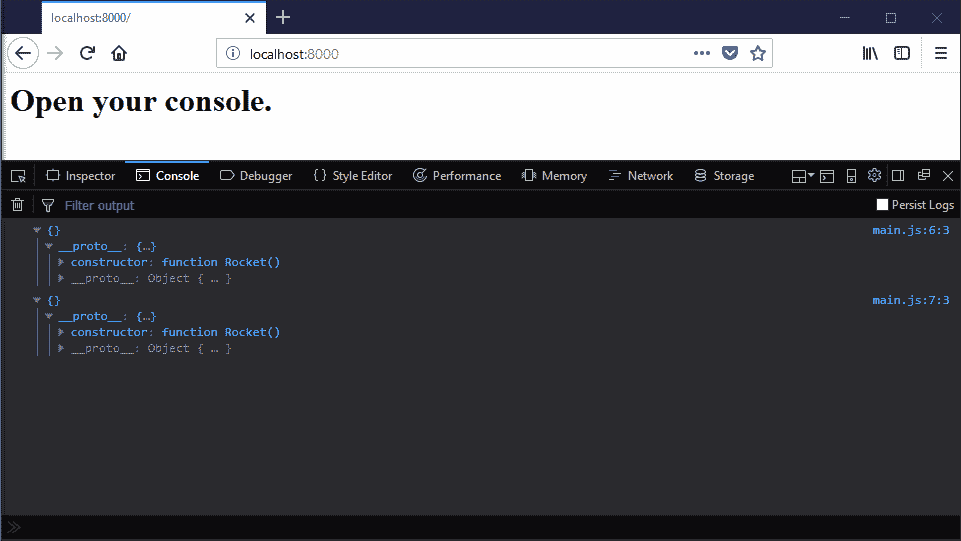 localhost:8000/
localhost:8000
Open your console.
Inspector Console Debugger {} Style Editor Performance Memory Network Storage
Filter output Persist Logs
{} main.js:6:3
__proto__: {…}
constructor: function Rocket()
__proto__: Object { … }
{} main.js:7:3
__proto__: {…}
constructor: function Rocket()
__proto__: Object { … }